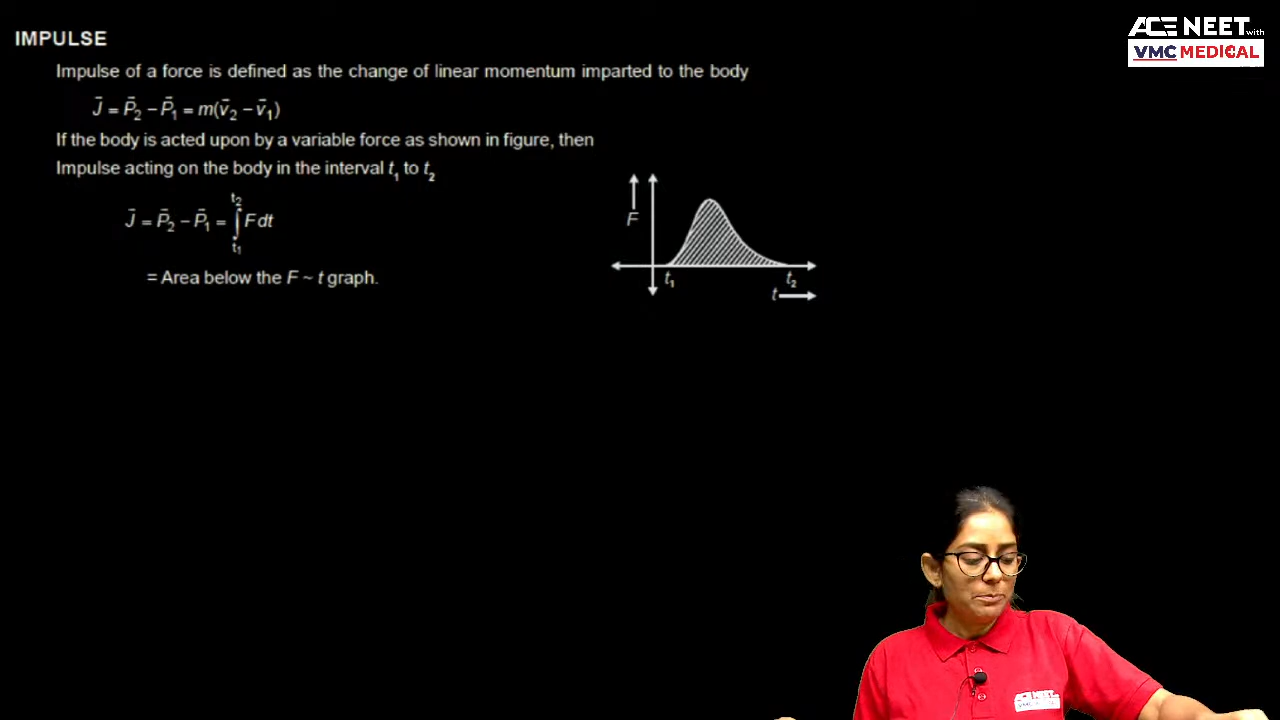 IMPULSE
ACE NEET with
VMC MEDICAL
Impulse of a force is defined as the change of linear momentum imparted to the body
J̄ = P̄₂ − P̄₁ = m(v̄₂ − v̄₁)
If the body is acted upon by a variable force as shown in figure, then
Impulse acting on the body in the interval t₁ to t₂
J̄ = P̄₂ − P̄₁ = ∫ₜ₁ᵗ² F dt
= Area below the F ~ t graph.
F
t₁ t₂
t
ACE NEET